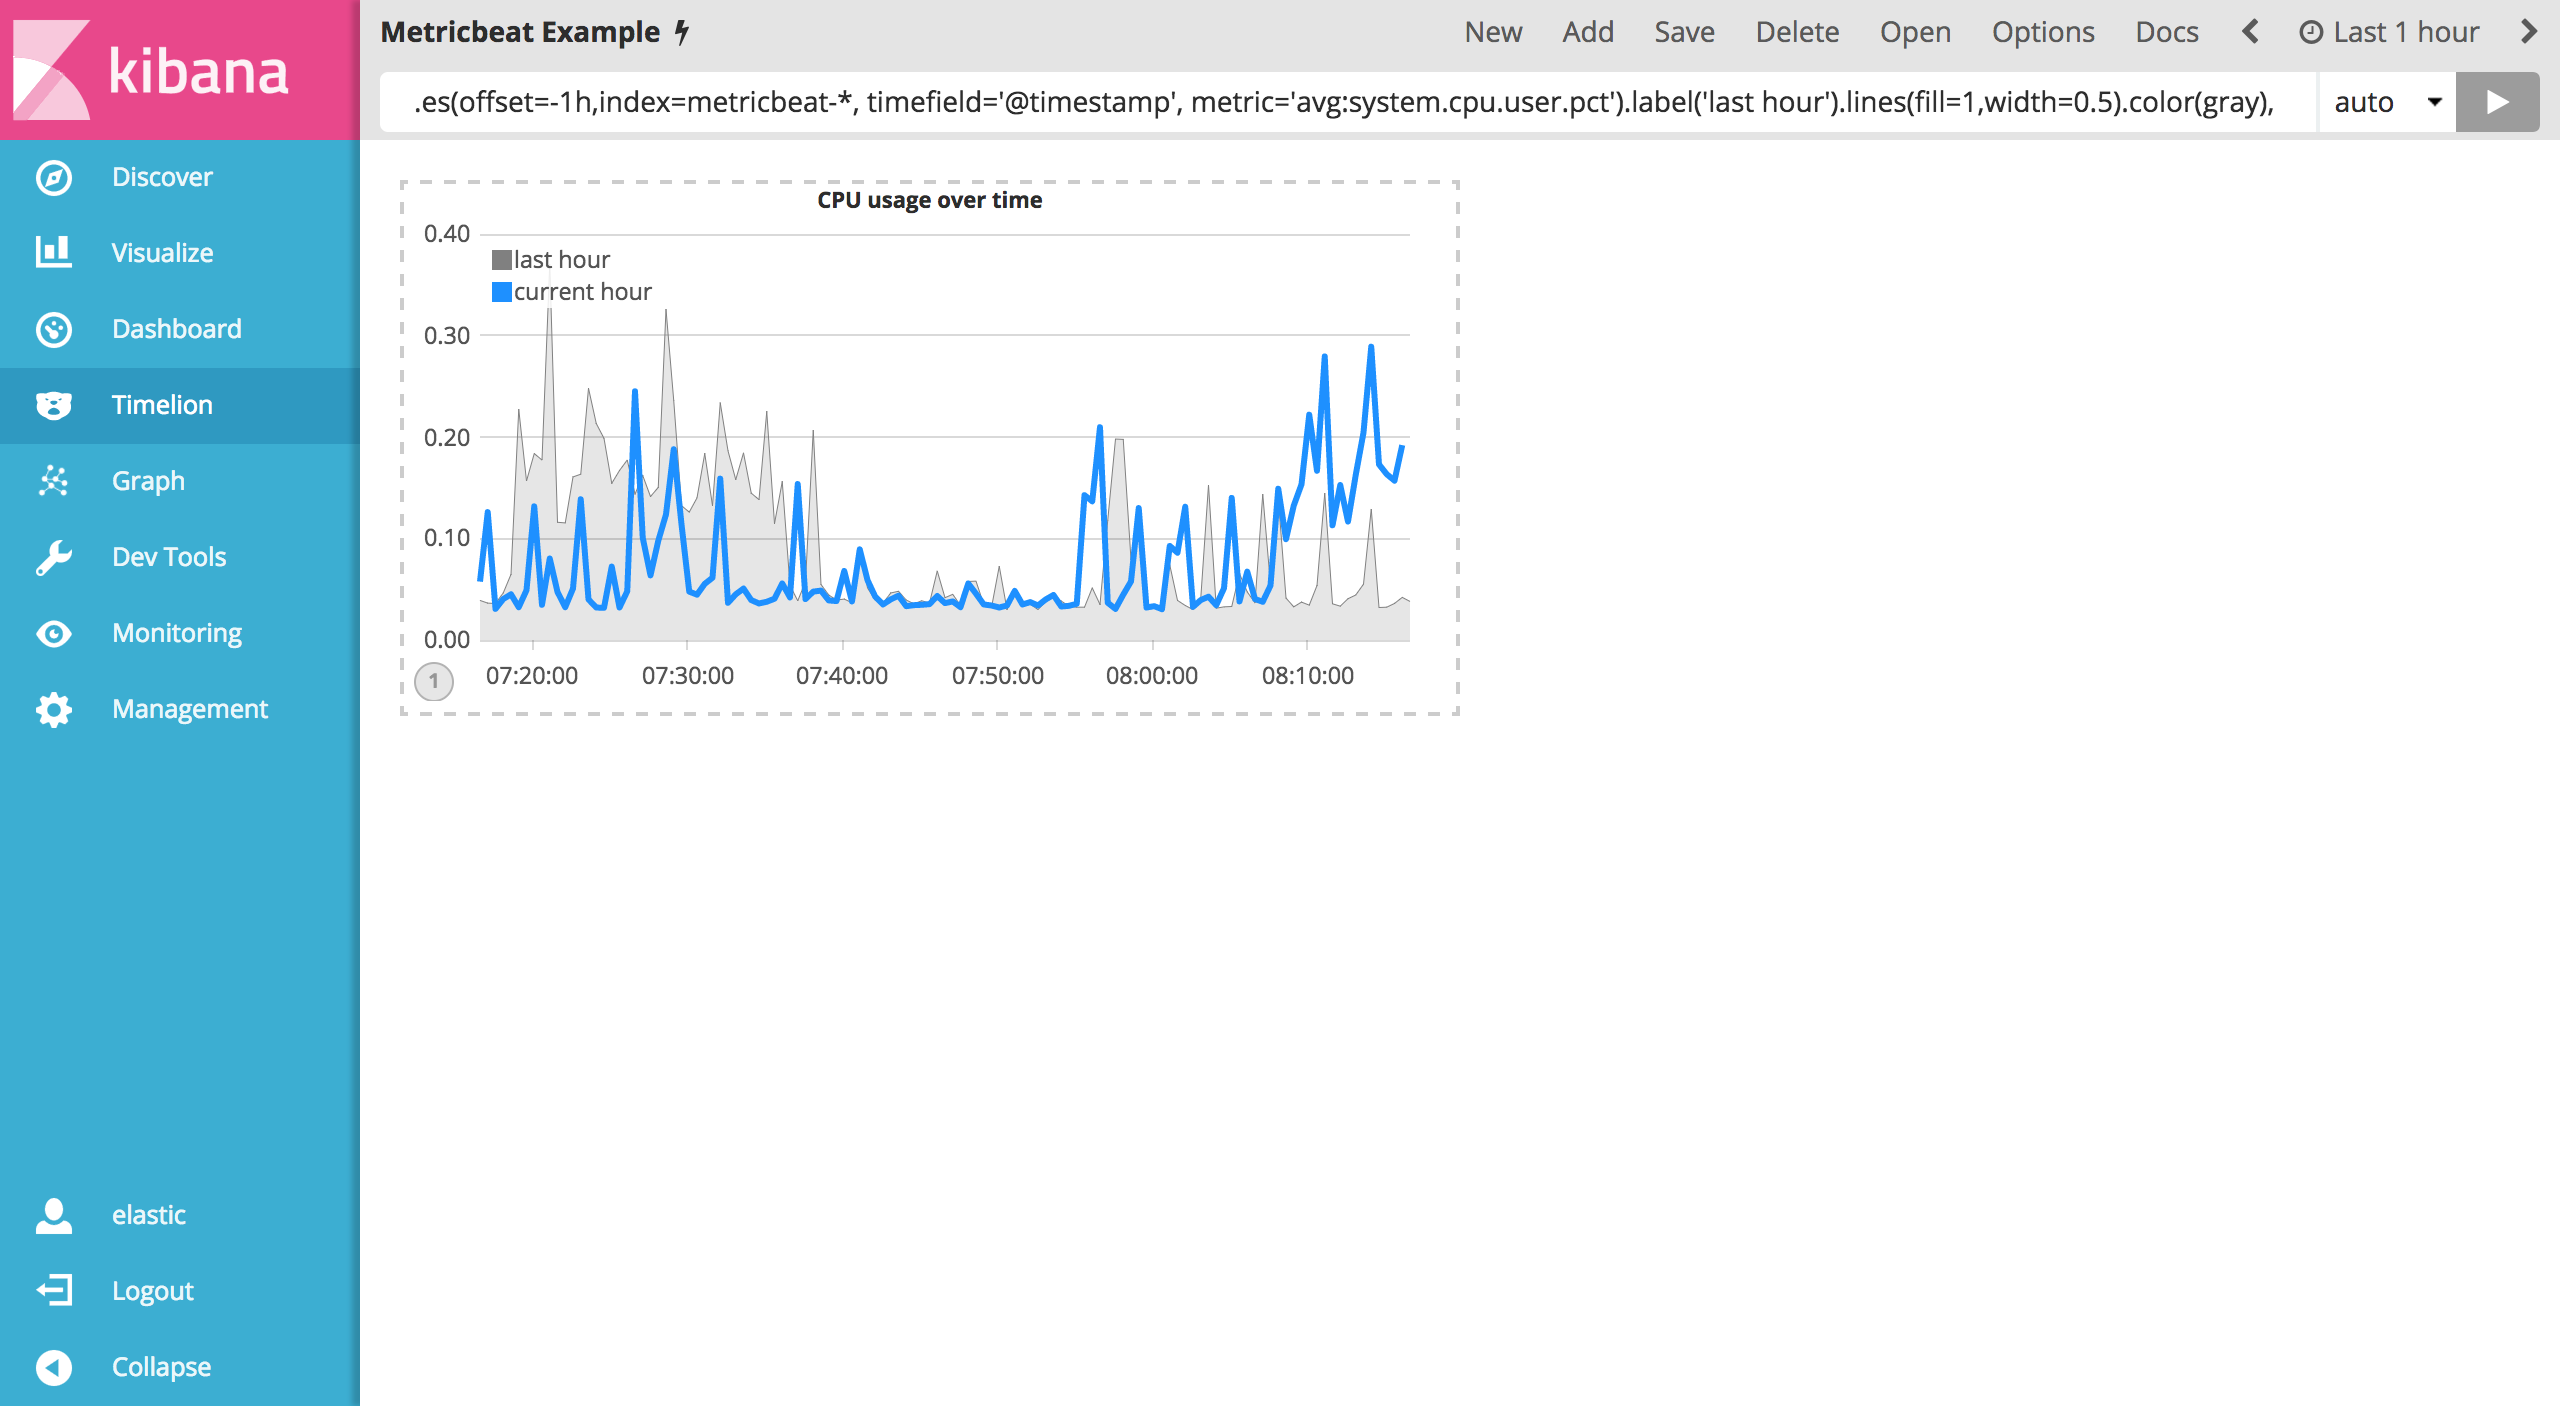 kibana
Discover
Visualize
Dashboard
Timelion
Graph
Dev Tools
Monitoring
Management
elastic
Logout
Collapse
Metricbeat Example
New Add Save Delete Open Options Docs Last 1 hour
.es(offset=-1h,index=metricbeat-*, timefield='@timestamp', metric='avg:system.cpu.user.pct').label('last hour').lines(fill=1,width=0.5).color(gray), auto
CPU usage over time
0.40
last hour
current hour
0.30
0.20
0.10
0.00
1 07:20:00 07:30:00 07:40:00 07:50:00 08:00:00 08:10:00